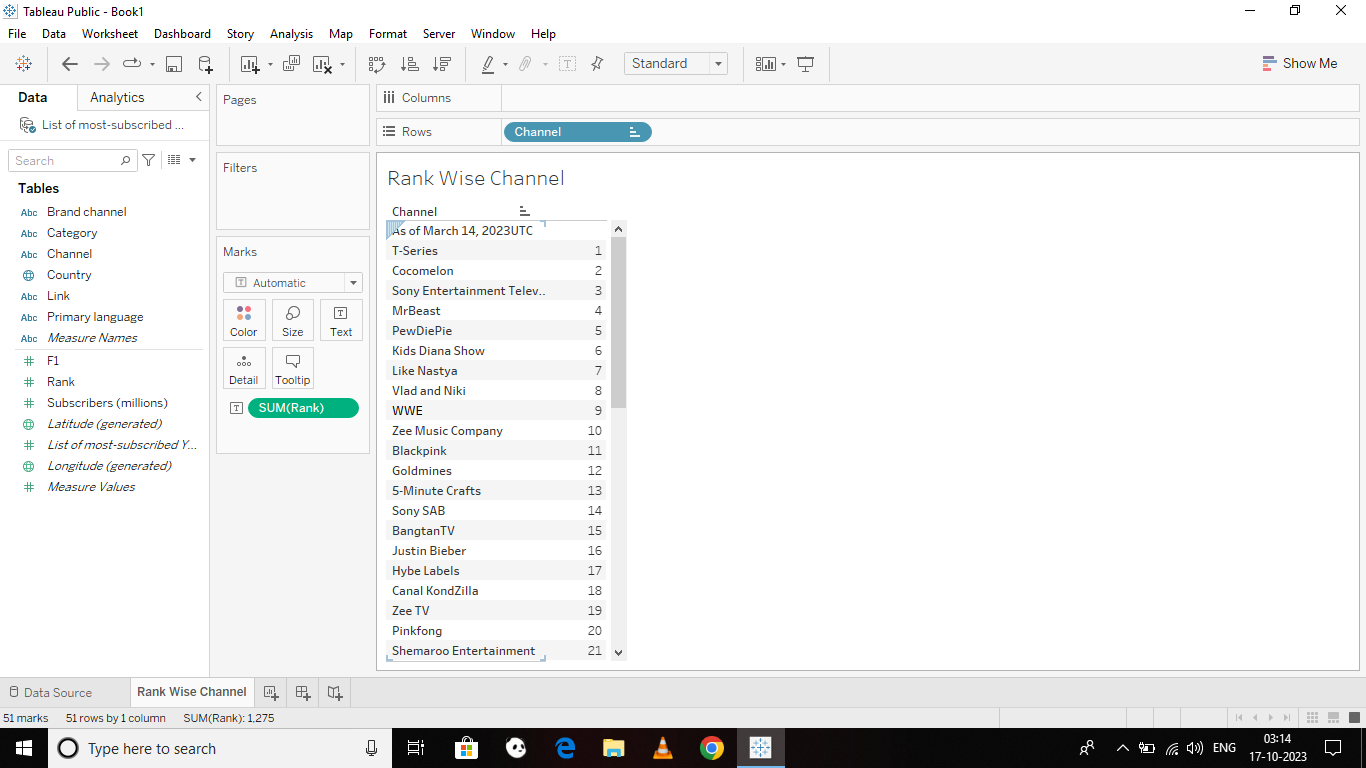 Tableau Public - Book1
File Data Worksheet Dashboard Story Analysis Map Format Server Window Help
Standard
Show Me
Data Analytics
List of most-subscribed ...
Search
Tables
Abc Brand channel
Abc Category
Abc Channel
Country
Abc Link
Abc Primary language
Abc Measure Names
# F1
# Rank
# Subscribers (millions)
Latitude (generated)
# List of most-subscribed Y...
Longitude (generated)
# Measure Values
Pages
Filters
Marks
T Automatic
Color Size Text
Detail Tooltip
T SUM(Rank)
Columns
Rows Channel
Rank Wise Channel
Channel
As of March 14, 2023UTC
T-Series 1
Cocomelon 2
Sony Entertainment Telev.. 3
MrBeast 4
PewDiePie 5
Kids Diana Show 6
Like Nastya 7
Vlad and Niki 8
WWE 9
Zee Music Company 10
Blackpink 11
Goldmines 12
5-Minute Crafts 13
Sony SAB 14
BangtanTV 15
Justin Bieber 16
Hybe Labels 17
Canal KondZilla 18
Zee TV 19
Pinkfong 20
Shemaroo Entertainment 21
Data Source Rank Wise Channel
51 marks 51 rows by 1 column SUM(Rank): 1,275
Type here to search
ENG
03:14
17-10-2023